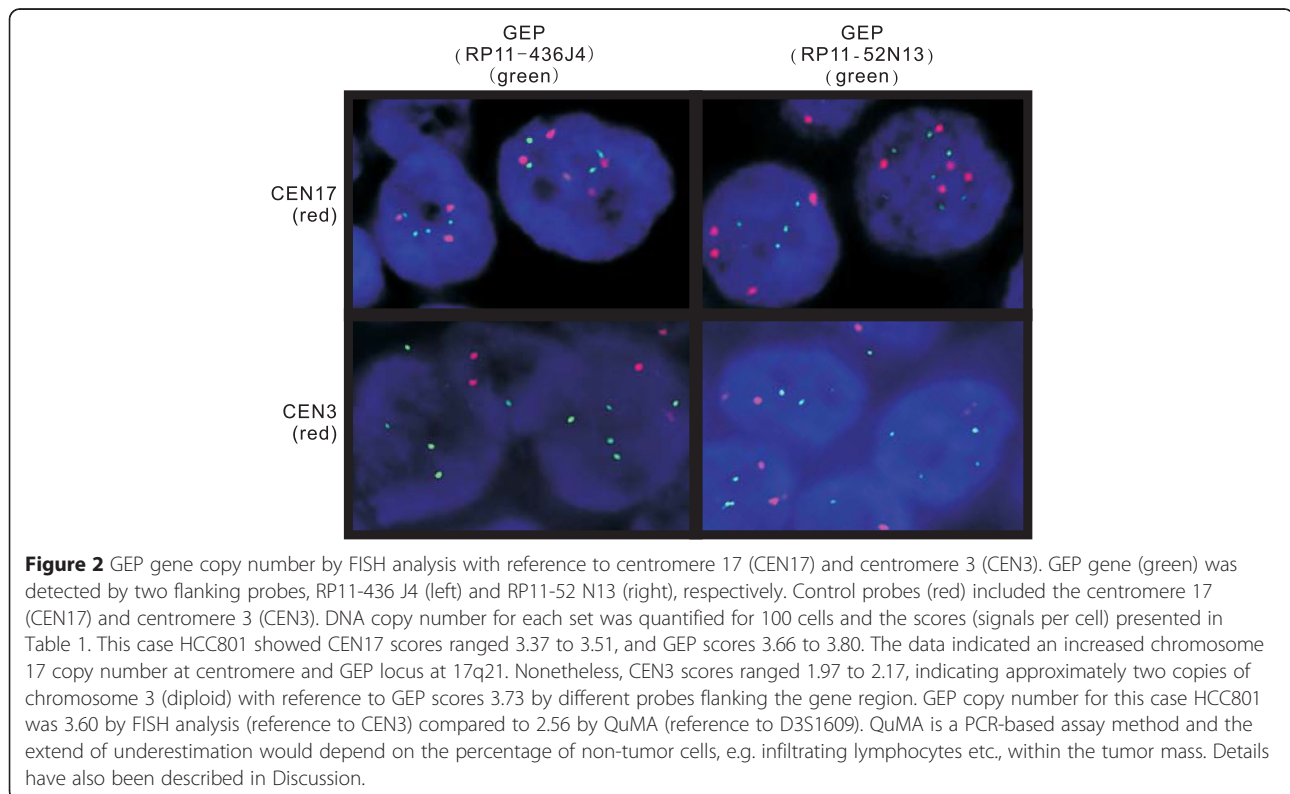 GEP
(RP11-436J4)
(green)
GEP
(RP11-52N13)
(green)
CEN17
(red)
CEN3
(red)
Figure 2 GEP gene copy number by FISH analysis with reference to centromere 17 (CEN17) and centromere 3 (CEN3). GEP gene (green) was
detected by two flanking probes, RP11-436 J4 (left) and RP11-52 N13 (right), respectively. Control probes (red) included the centromere 17
(CEN17) and centromere 3 (CEN3). DNA copy number for each set was quantified for 100 cells and the scores (signals per cell) presented in
Table 1. This case HCC801 showed CEN17 scores ranged 3.37 to 3.51, and GEP scores 3.66 to 3.80. The data indicated an increased chromosome
17 copy number at centromere and GEP locus at 17q21. Nonetheless, CEN3 scores ranged 1.97 to 2.17, indicating approximately two copies of
chromosome 3 (diploid) with reference to GEP scores 3.73 by different probes flanking the gene region. GEP copy number for this case HCC801
was 3.60 by FISH analysis (reference to CEN3) compared to 2.56 by QuMA (reference to D3S1609). QuMA is a PCR-based assay method and the
extend of underestimation would depend on the percentage of non-tumor cells, e.g. infiltrating lymphocytes etc., within the tumor mass. Details
have also been described in Discussion.